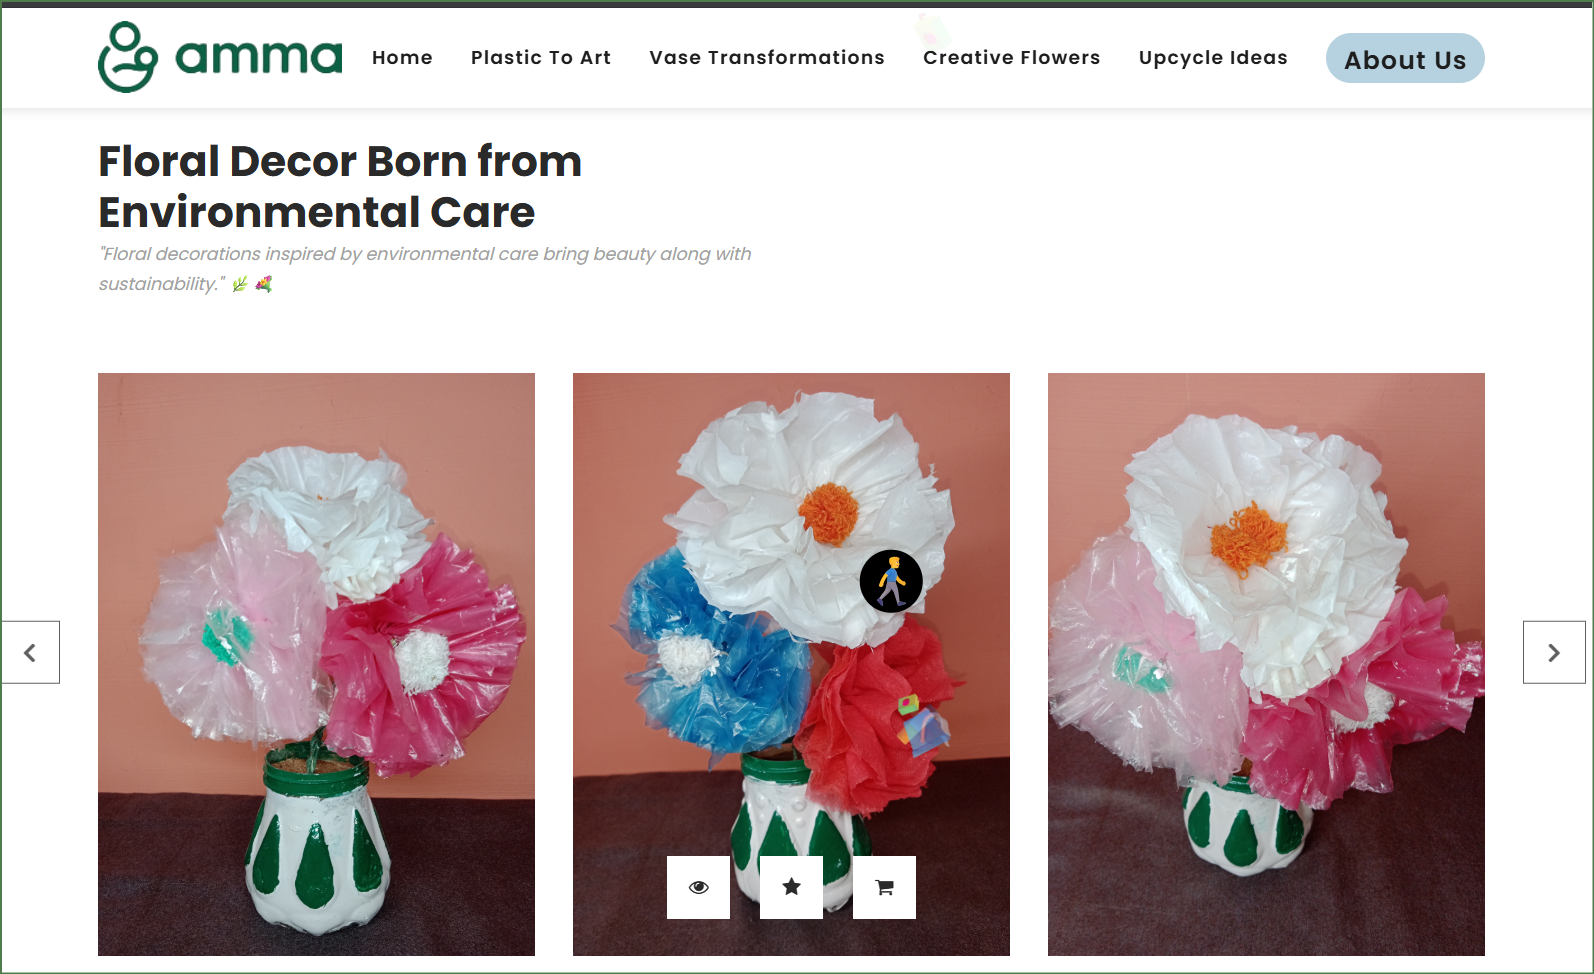 amma
Home
Plastic To Art
Vase Transformations
Creative Flowers
Upcycle Ideas
About Us
Floral Decor Born from
Environmental Care
"Floral decorations inspired by environmental care bring beauty along with
sustainability." 🌿 💐